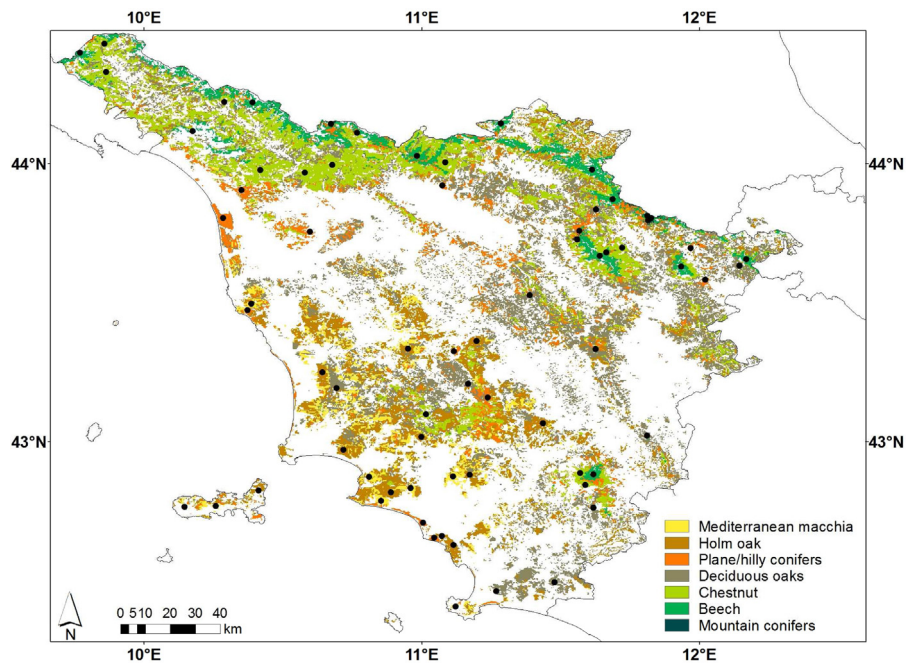 10°E 11°E 12°E
44°N 44°N
43°N 43°N
Mediterranean macchia
Holm oak
Plane/hilly conifers
Deciduous oaks
Chestnut
Beech
Mountain conifers
0 5 10 20 30 40
km
N
10°E 11°E 12°E